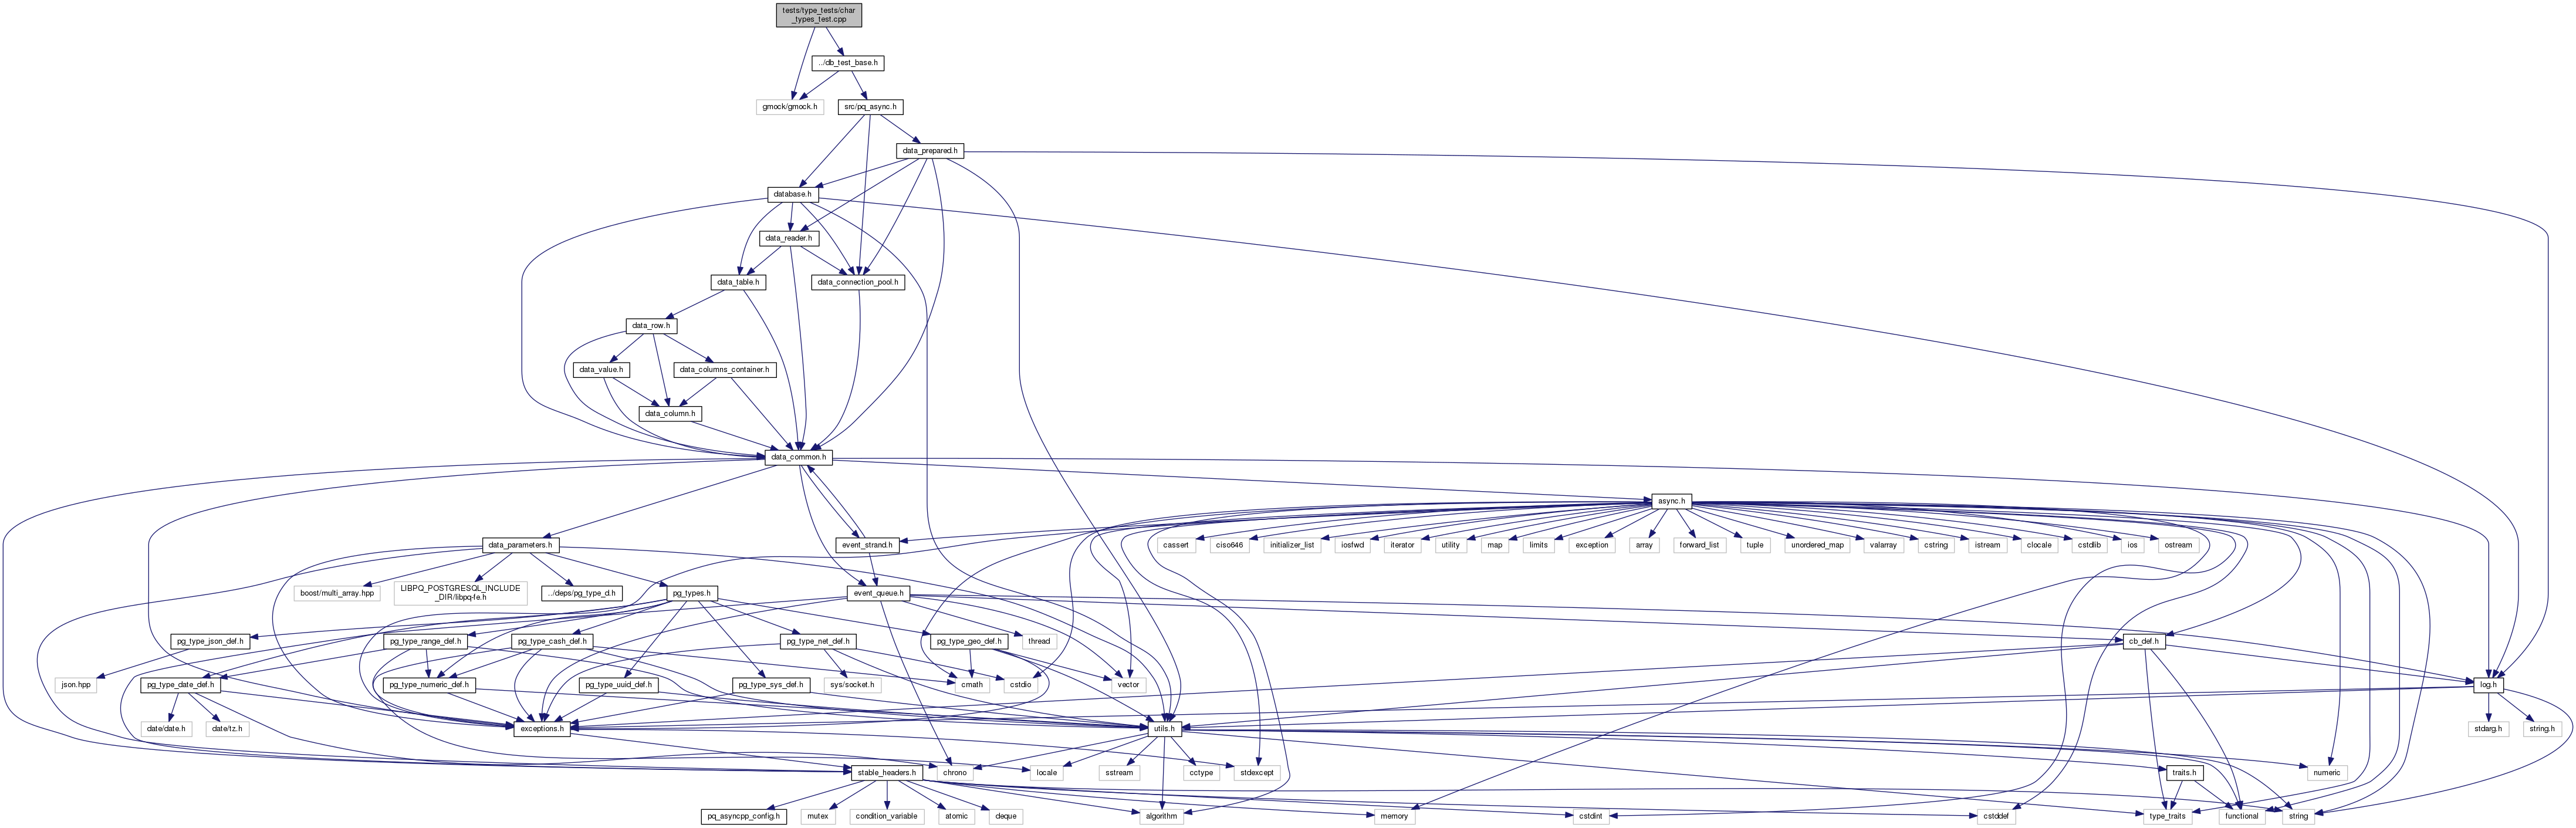 tests/type_tests/char
_types_test.cpp
../db_test_base.h
gmock/gmock.h
src/pq_async.h
data_prepared.h
database.h
data_reader.h
data_table.h
data_connection_pool.h
data_row.h
data_value.h
data_columns_container.h
data_column.h
data_common.h
async.h
data_parameters.h
event_strand.h
cassert
ciso646
initializer_list
iosfwd
iterator
utility
map
limits
exception
array
forward_list
tuple
unordered_map
valarray
cstring
istream
clocale
cstdlib
ios
ostream
boost/multi_array.hpp
LIBPQ_POSTGRESQL_INCLUDE
_DIR/libpq-fe.h
../deps/pg_type_d.h
pg_types.h
event_queue.h
pg_type_json_def.h
pg_type_range_def.h
pg_type_cash_def.h
pg_type_net_def.h
pg_type_geo_def.h
thread
cb_def.h
json.hpp
pg_type_date_def.h
pg_type_numeric_def.h
pg_type_uuid_def.h
pg_type_sys_def.h
sys/socket.h
cmath
cstdio
vector
log.h
date/date.h
date/tz.h
exceptions.h
utils.h
stdarg.h
string.h
stable_headers.h
chrono
locale
sstream
cctype
stdexcept
traits.h
numeric
pq_asyncpp_config.h
mutex
condition_variable
atomic
deque
algorithm
memory
cstdint
cstddef
type_traits
functional
string